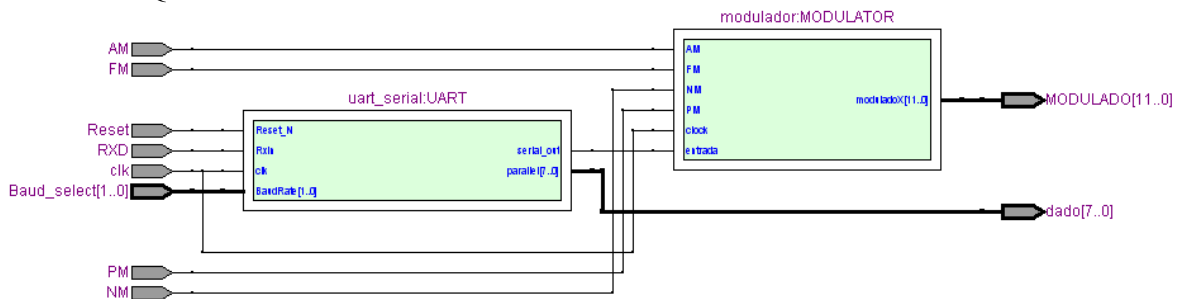 modulador:MODULATOR
AM
FM
AM
FM
NM
PM
clock
entrada
moduladoX[11..0]
MODULADO[11..0]
uart_serial:UART
Reset
RXD
clk
Baud_select[1..0]
Reset_N
RxIn
clk
BaudRate[1..0]
serial_out
parallel[7..0]
dado[7..0]
PM
NM